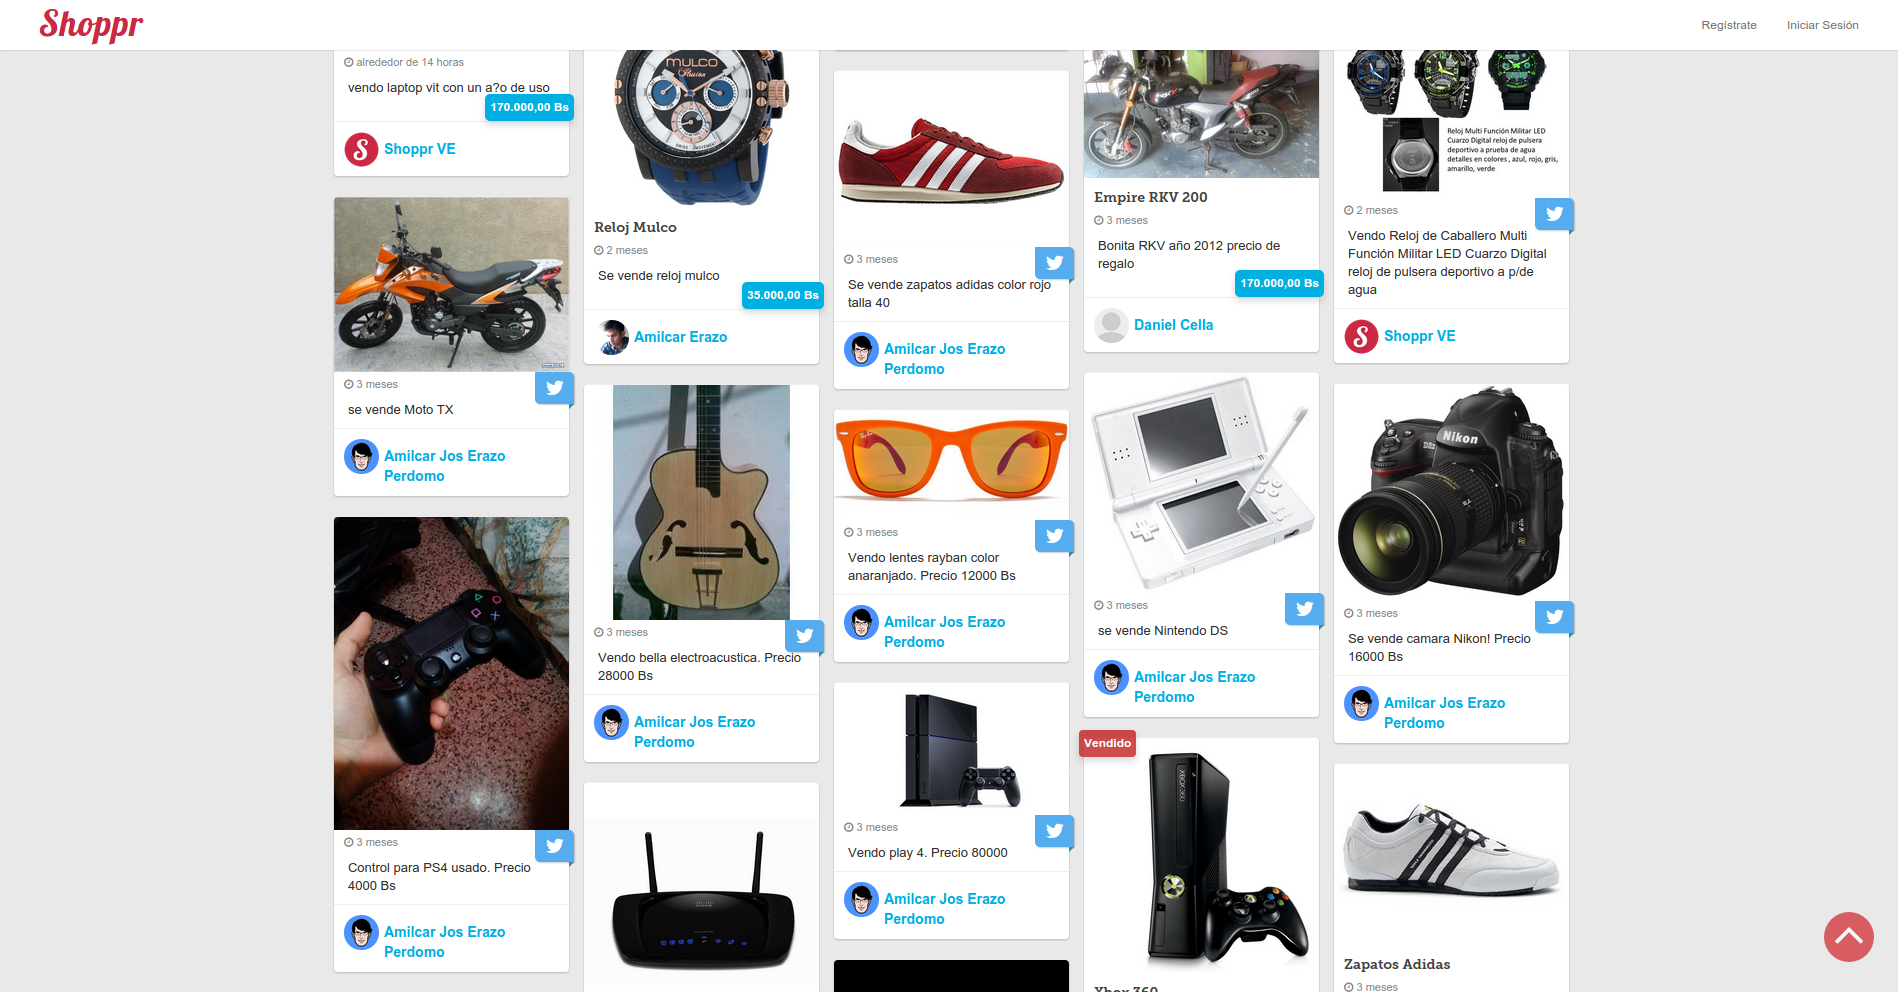 Shoppr
Regístrate
Iniciar Sesión
alrededor de 14 horas
vendo laptop vit con un a?o de uso
170.000,00 Bs
Shoppr VE
3 meses
se vende Moto TX
Amilcar Jos Erazo
Perdomo
3 meses
Control para PS4 usado. Precio
4000 Bs
Amilcar Jos Erazo
Perdomo
MULCO
Reloj Mulco
2 meses
Se vende reloj mulco
35.000,00 Bs
Amilcar Erazo
3 meses
Vendo bella electroacustica. Precio
28000 Bs
Amilcar Jos Erazo
Perdomo
3 meses
Se vende zapatos adidas color rojo
talla 40
Amilcar Jos Erazo
Perdomo
3 meses
Vendo lentes rayban color
anaranjado. Precio 12000 Bs
Amilcar Jos Erazo
Perdomo
3 meses
Vendo play 4. Precio 80000
Amilcar Jos Erazo
Perdomo
RKV
Empire RKV 200
3 meses
Bonita RKV año 2012 precio de
regalo
170.000,00 Bs
Daniel Cella
3 meses
se vende Nintendo DS
Amilcar Jos Erazo
Perdomo
Vendido
XBOX 360
Xbox 360
Reloj Multi Función Militar LED
Cuarzo Digital reloj de pulsera
deportivo a prueba de agua
detalles en colores , azul, rojo, gris,
amarillo, verde
2 meses
Vendo Reloj de Caballero Multi
Función Militar LED Cuarzo Digital
reloj de pulsera deportivo a p/de
agua
Shoppr VE
Nikon
3 meses
Se vende camara Nikon! Precio
16000 Bs
Amilcar Jos Erazo
Perdomo
Zapatos Adidas
3 meses